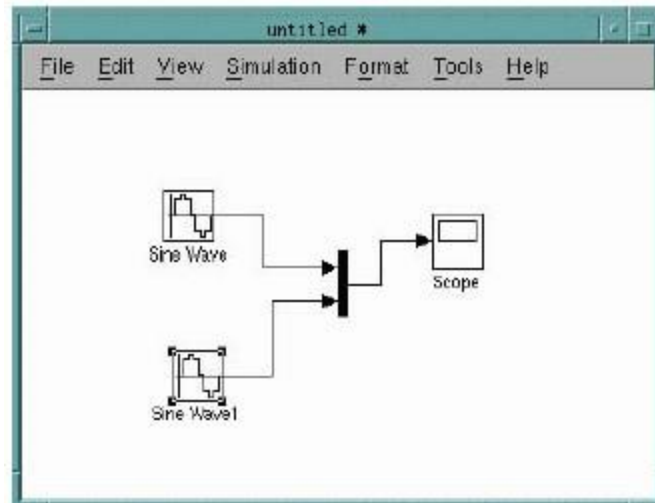 untitled *
File Edit View Simulation Format Tools Help
Sine Wave
Scope
Sine Wave1